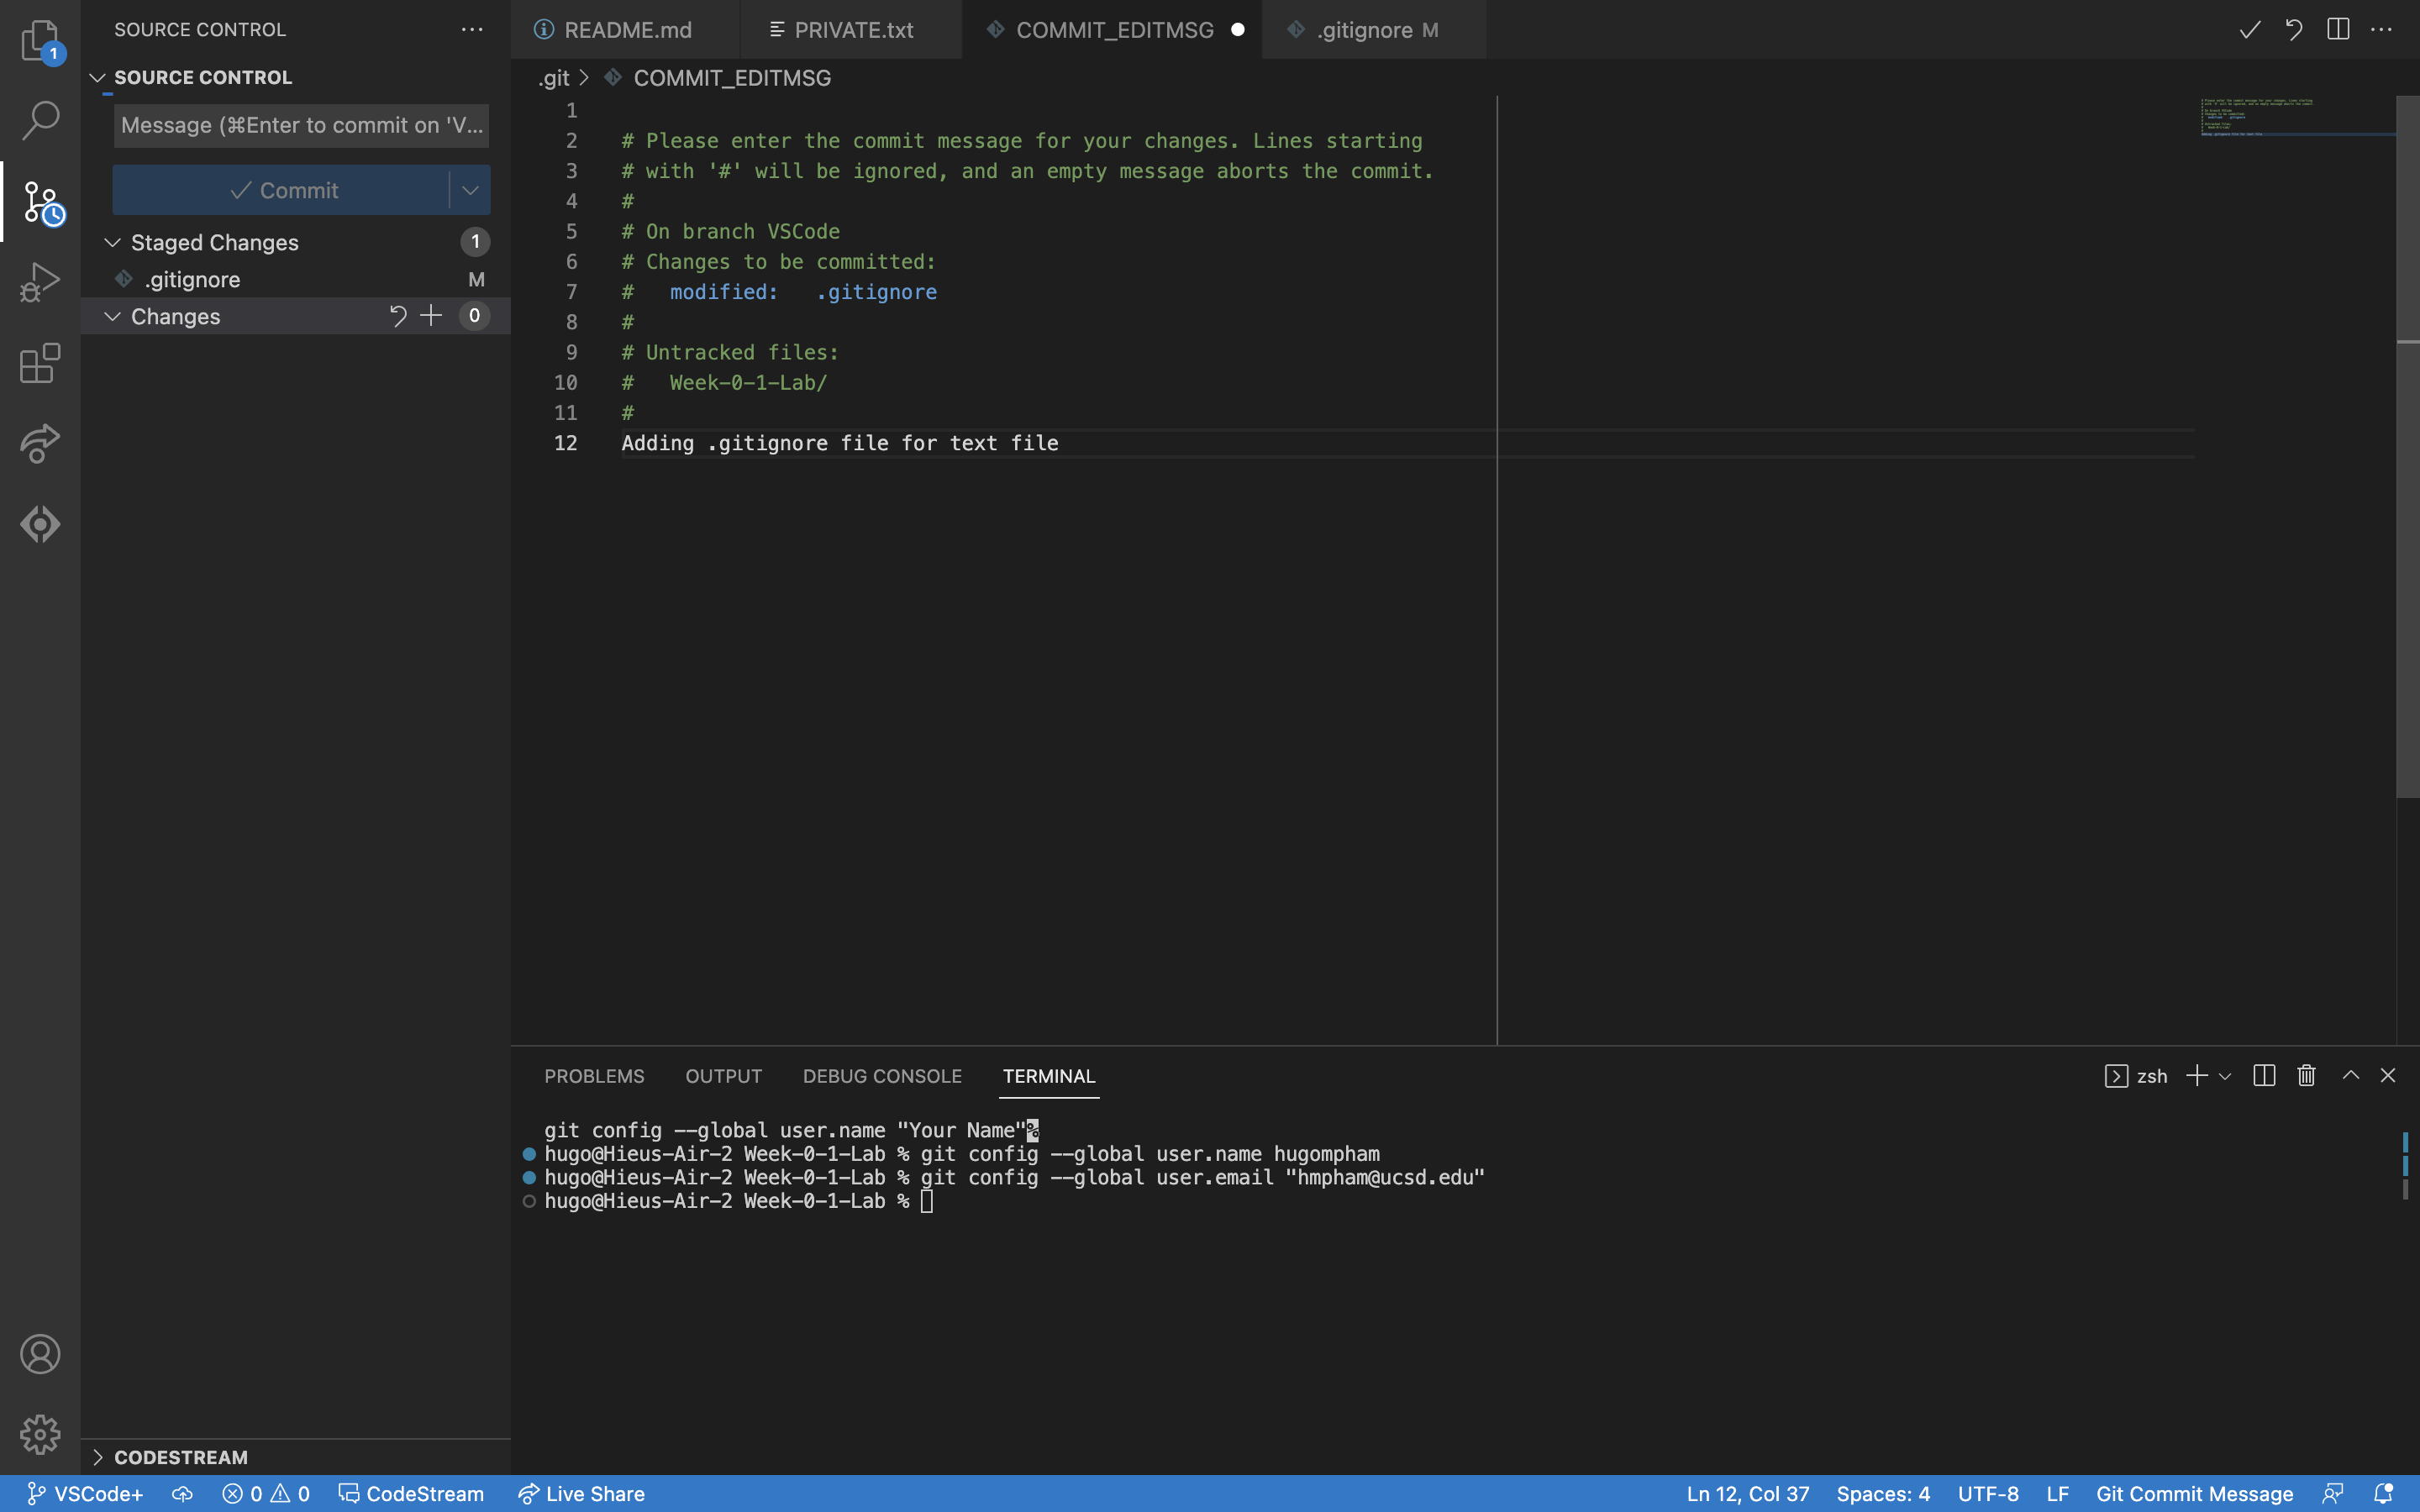 SOURCE CONTROL
SOURCE CONTROL
Message (⌘Enter to commit on 'V...
Commit
Staged Changes 1
.gitignore M
Changes 0
CODESTREAM
1
README.md
PRIVATE.txt
COMMIT_EDITMSG
.gitignore M
.git > COMMIT_EDITMSG
1
2 # Please enter the commit message for your changes. Lines starting
3 # with '#' will be ignored, and an empty message aborts the commit.
4 #
5 # On branch VSCode
6 # Changes to be committed:
7 #   modified:   .gitignore
8 #
9 # Untracked files:
10 #   Week-0-1-Lab/
11 #
12 Adding .gitignore file for text file
PROBLEMS OUTPUT DEBUG CONSOLE TERMINAL
zsh
git config --global user.name "Your Name"%
hugo@Hieus-Air-2 Week-0-1-Lab % git config --global user.name hugompham
hugo@Hieus-Air-2 Week-0-1-Lab % git config --global user.email "hmpham@ucsd.edu"
hugo@Hieus-Air-2 Week-0-1-Lab %
VSCode+ 0 0 CodeStream Live Share Ln 12, Col 37 Spaces: 4 UTF-8 LF Git Commit Message